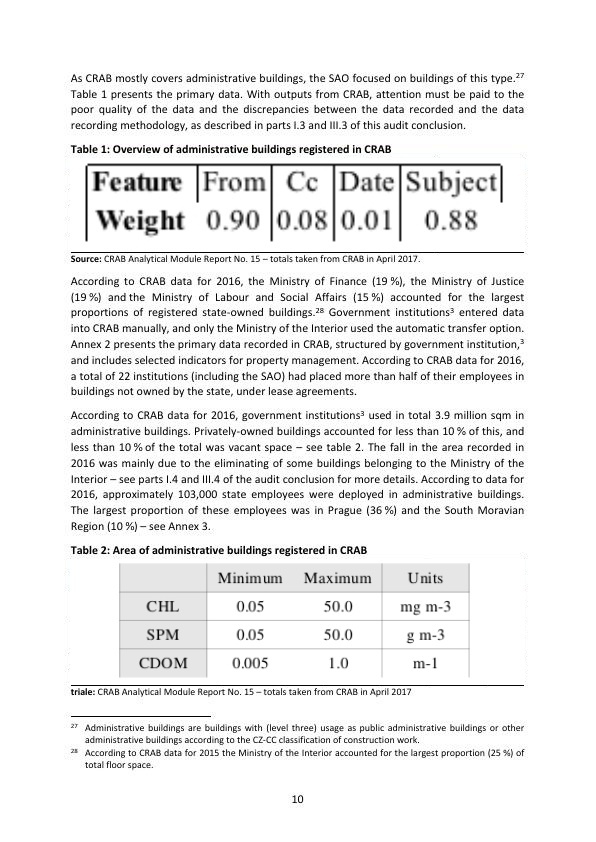 As CRAB mostly covers administrative buildings, the SAO focused on buildings of this type.27
Table 1 presents the primary data. With outputs from CRAB, attention must be paid to the
poor quality of the data and the discrepancies between the data recorded and the data
recording methodology, as described in parts I.3 and III.3 of this audit conclusion.
Table 1: Overview of administrative buildings registered in CRAB
Feature From Cc Date Subject
Weight 0.90 0.08 0.01 0.88
Source: CRAB Analytical Module Report No. 15 – totals taken from CRAB in April 2017.
According to CRAB data for 2016, the Ministry of Finance (19 %), the Ministry of Justice
(19 %) and the Ministry of Labour and Social Affairs (15 %) accounted for the largest
proportions of registered state-owned buildings.28 Government institutions3 entered data
into CRAB manually, and only the Ministry of the Interior used the automatic transfer option.
Annex 2 presents the primary data recorded in CRAB, structured by government institution,3
and includes selected indicators for property management. According to CRAB data for 2016,
a total of 22 institutions (including the SAO) had placed more than half of their employees in
buildings not owned by the state, under lease agreements.
According to CRAB data for 2016, government institutions3 used in total 3.9 million sqm in
administrative buildings. Privately-owned buildings accounted for less than 10 % of this, and
less than 10 % of the total was vacant space – see table 2. The fall in the area recorded in
2016 was mainly due to the eliminating of some buildings belonging to the Ministry of the
Interior – see parts I.4 and III.4 of the audit conclusion for more details. According to data for
2016, approximately 103,000 state employees were deployed in administrative buildings.
The largest proportion of these employees was in Prague (36 %) and the South Moravian
Region (10 %) – see Annex 3.
Table 2: Area of administrative buildings registered in CRAB
Minimum Maximum Units
CHL 0.05 50.0 mg m-3
SPM 0.05 50.0 g m-3
CDOM 0.005 1.0 m-1
triale: CRAB Analytical Module Report No. 15 – totals taken from CRAB in April 2017
27 Administrative buildings are buildings with (level three) usage as public administrative buildings or other
administrative buildings according to the CZ-CC classification of construction work.
28 According to CRAB data for 2015 the Ministry of the Interior accounted for the largest proportion (25 %) of
total floor space.
10